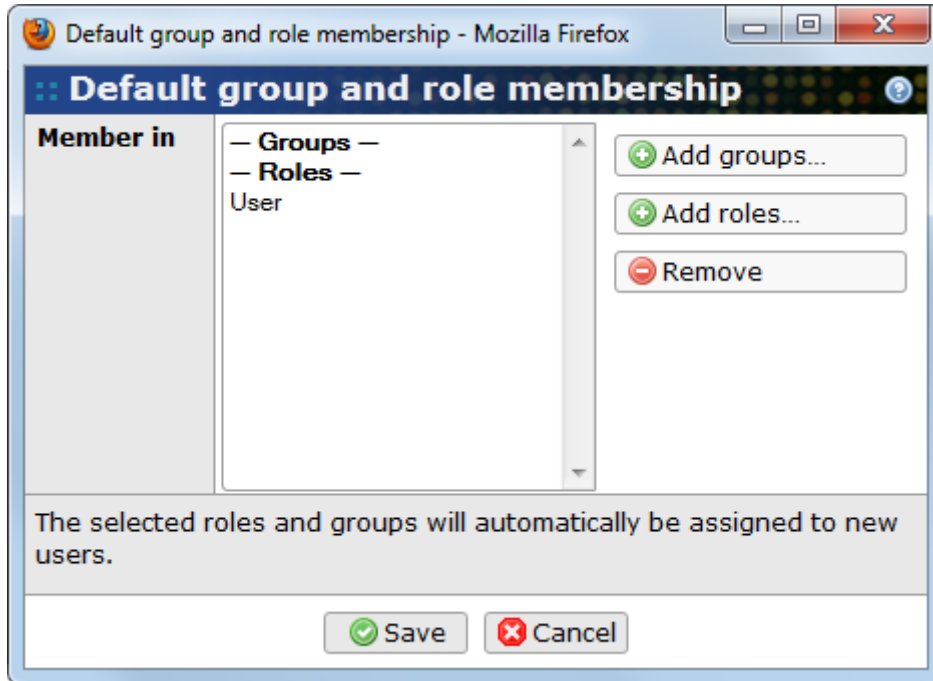 Default group and role membership - Mozilla Firefox
:: Default group and role membership
Member in
— Groups —
— Roles —
User
Add groups...
Add roles...
Remove
The selected roles and groups will automatically be assigned to new
users.
Save
Cancel